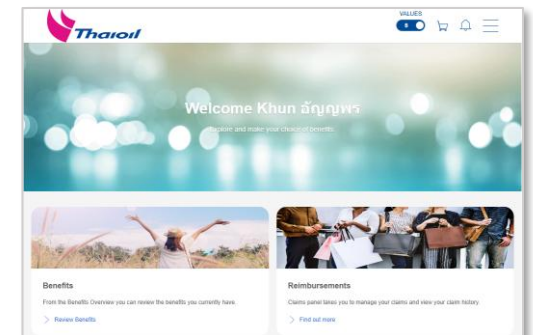 Thaioil
VALUES
Welcome Khun อัญญพร
Explore and make your choice of benefits.
Benefits
From the Benefits Overview you can review the benefits you currently have.
Review Benefits
Reimbursements
Claims panel takes you to manage your claims and view your claim history.
Find out more